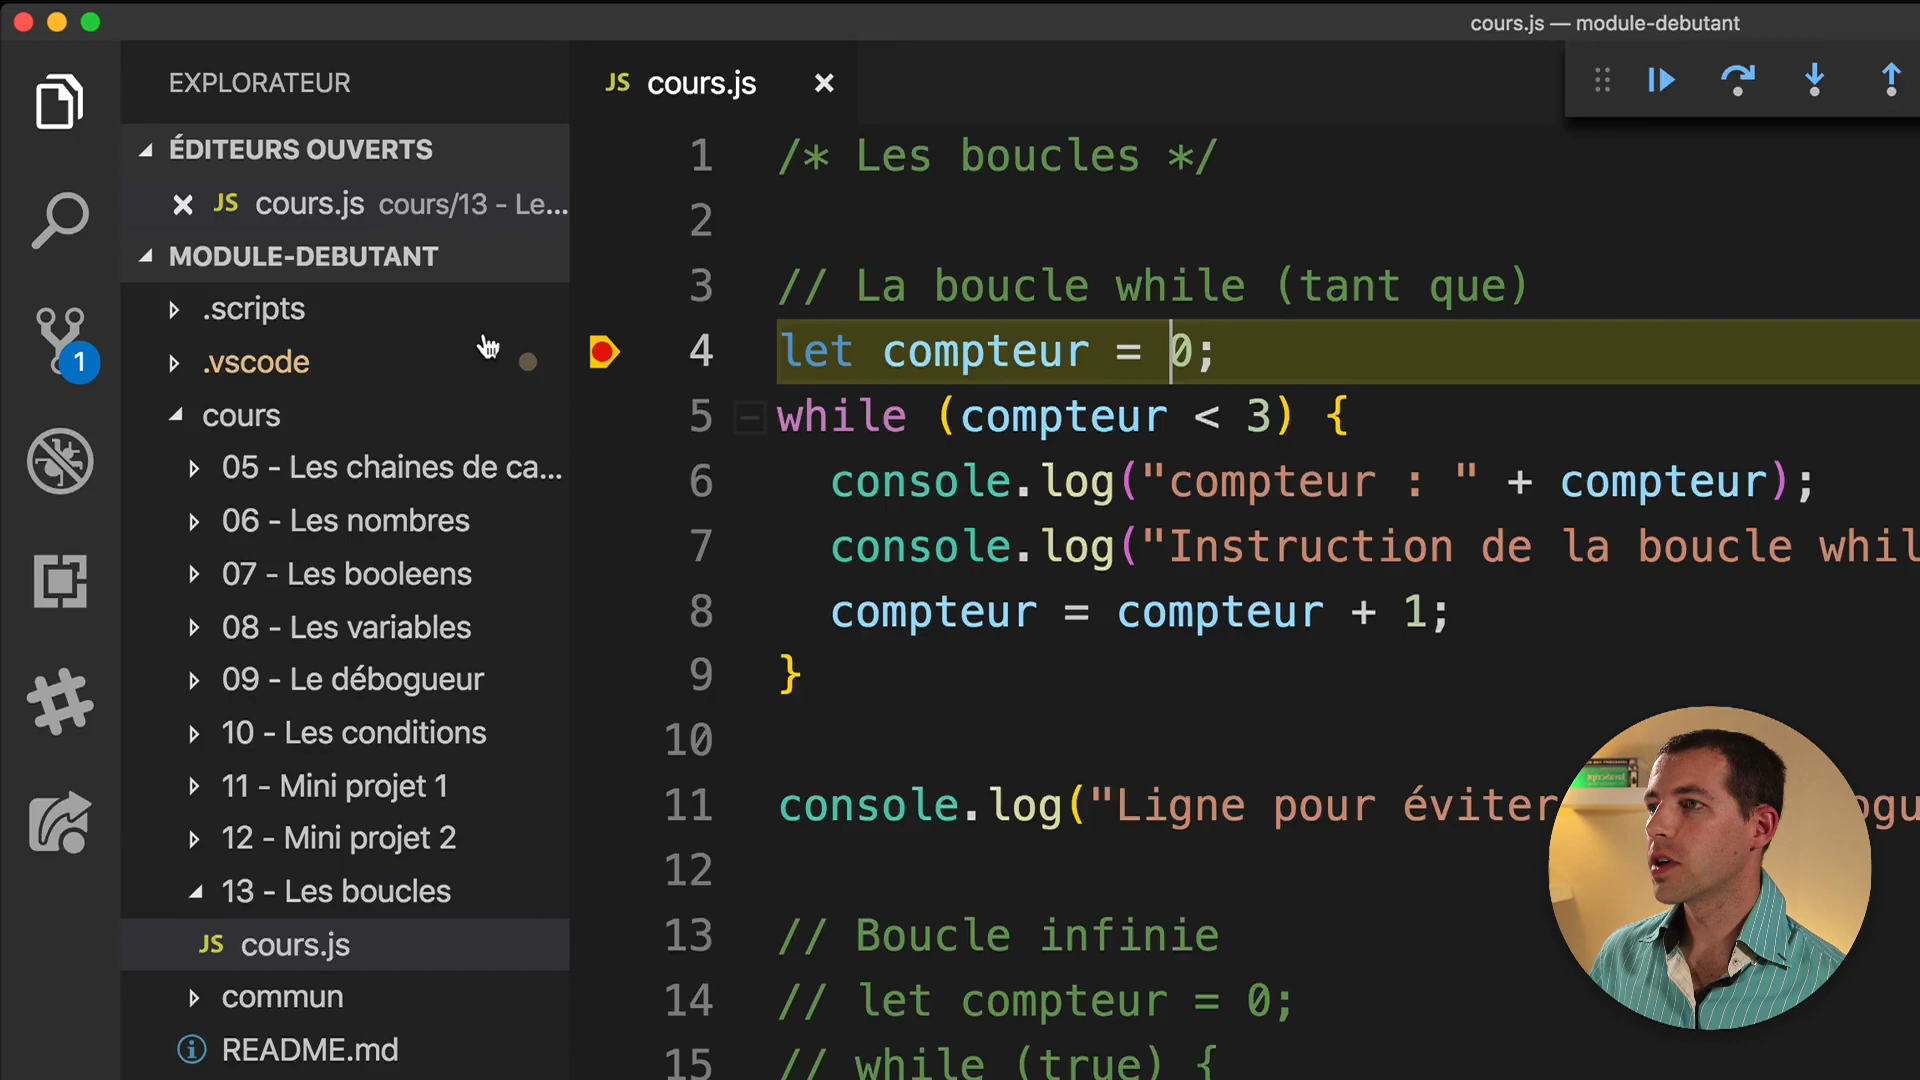 cours.js — module-debutant
EXPLORATEUR
ÉDITEURS OUVERTS
JS cours.js cours/13 - Le...
MODULE-DEBUTANT
.scripts
.vscode
cours
05 - Les chaines de ca...
06 - Les nombres
07 - Les booleens
08 - Les variables
09 - Le débogueur
10 - Les conditions
11 - Mini projet 1
12 - Mini projet 2
13 - Les boucles
JS cours.js
commun
README.md
1
JS cours.js
1 /* Les boucles */
2
3 // La boucle while (tant que)
4 let compteur = 0;
5 while (compteur < 3) {
6 console.log("compteur : " + compteur);
7 console.log("Instruction de la boucle whil
8 compteur = compteur + 1;
9 }
10
11 console.log("Ligne pour éviter ogu
12
13 // Boucle infinie
14 // let compteur = 0;
15 // while (true) {